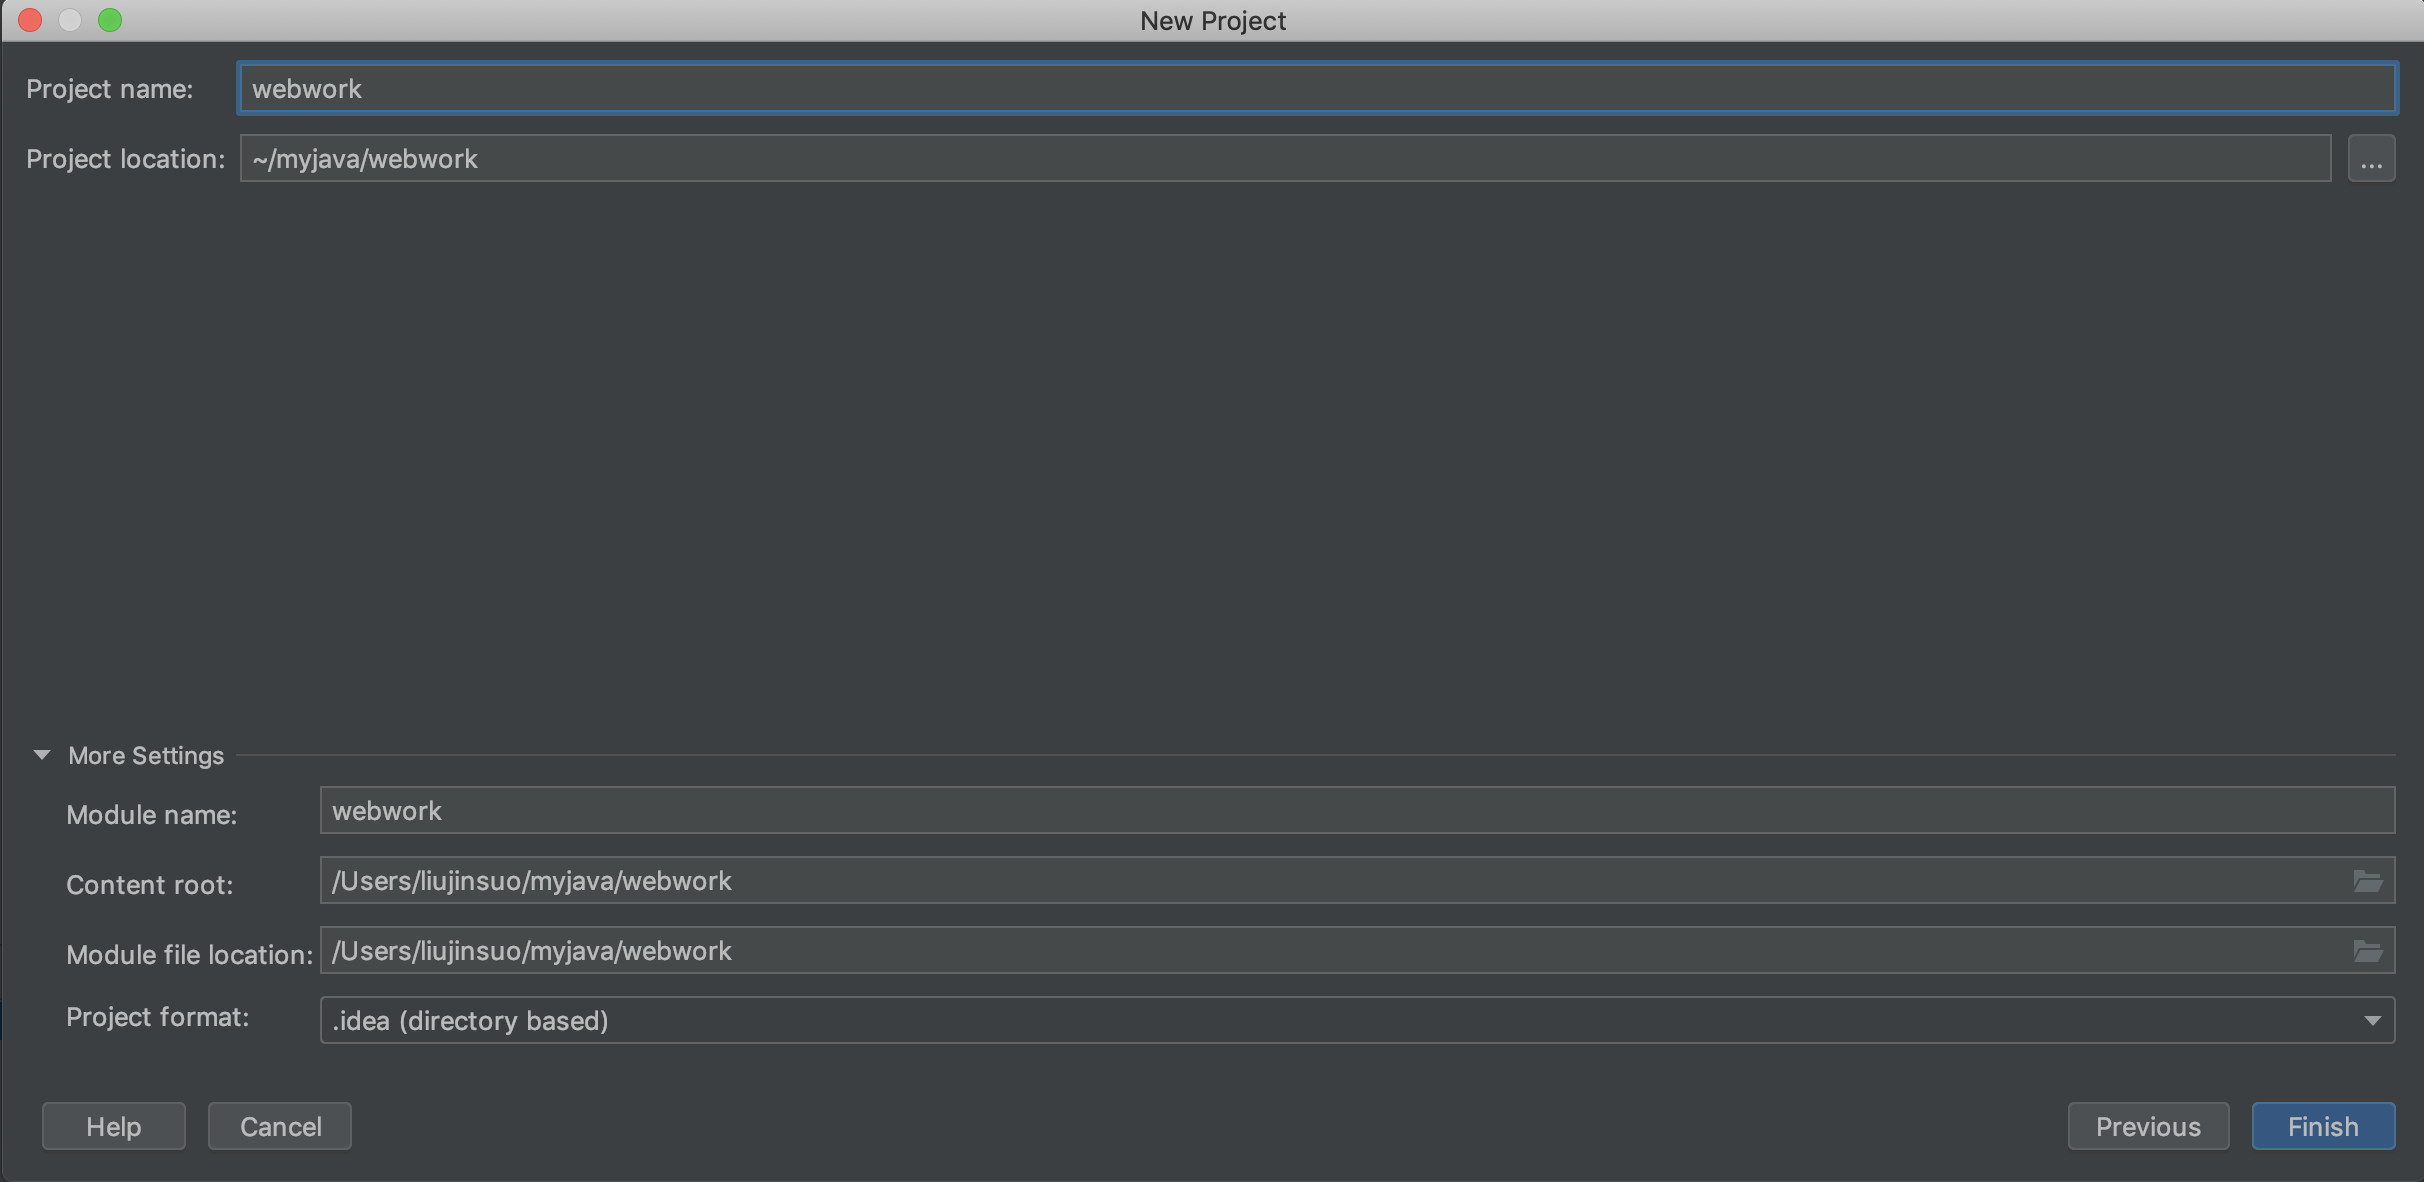 New Project
Project name: webwork
Project location: ~/myjava/webwork ...
More Settings
Module name: webwork
Content root: /Users/liujinsuo/myjava/webwork
Module file location: /Users/liujinsuo/myjava/webwork
Project format: .idea (directory based)
Help Cancel Previous Finish